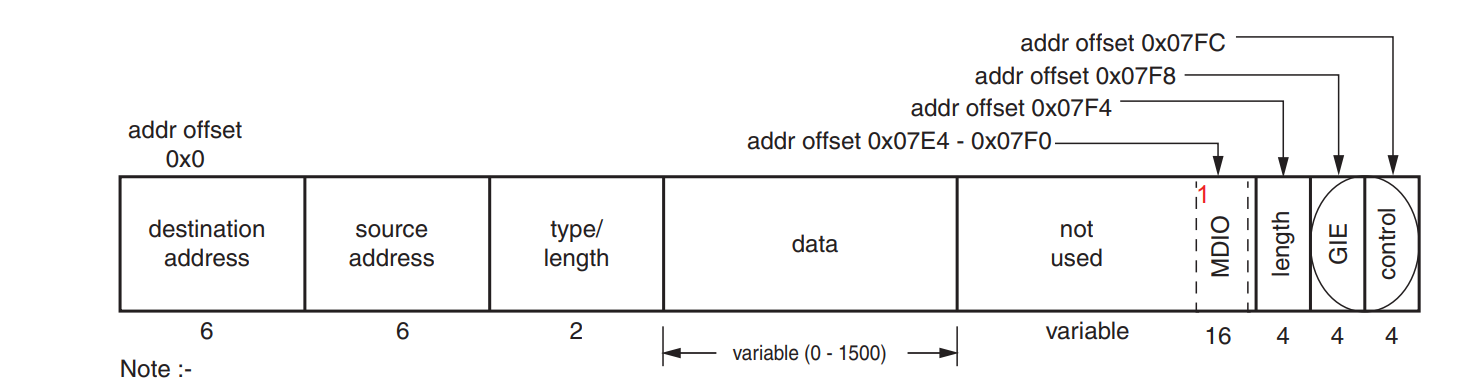 addr offset 0x07FC
addr offset 0x07F8
addr offset 0x07F4
addr offset 0x07E4 - 0x07F0
addr offset
0x0
destination
address
source
address
type/
length
data
not
used
1
MDIO
length
GIE
control
6
6
2
variable (0 - 1500)
variable
16
4
4
4
Note :-